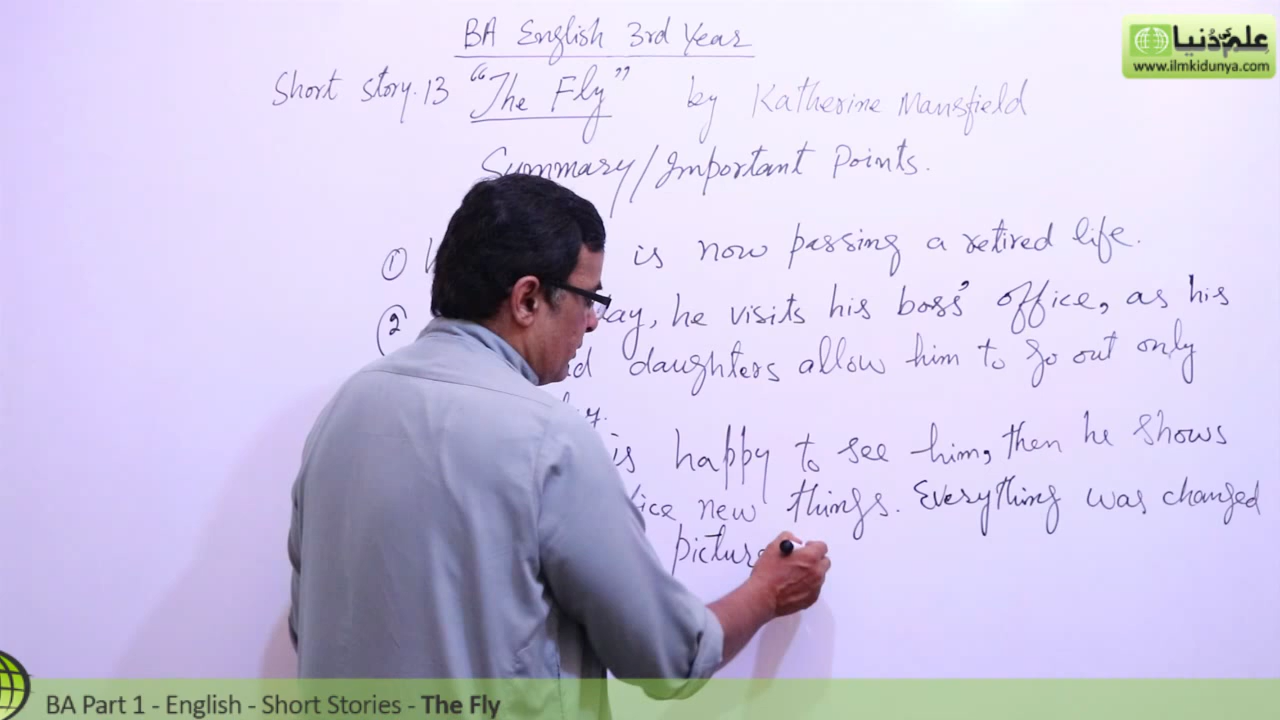 BA English 3rd Year
Short Story.13 "The Fly" by Katherine Mansfield
Summary/Important Points.
① is now passing a retired life.
② day, he visits his boss' office, as his
daughters allow him to go out only
is happy to see him, then he shows
new things. Everything was changed
picture
علم کی دنیا
www.ilmkidunya.com
BA Part 1 - English - Short Stories - The Fly